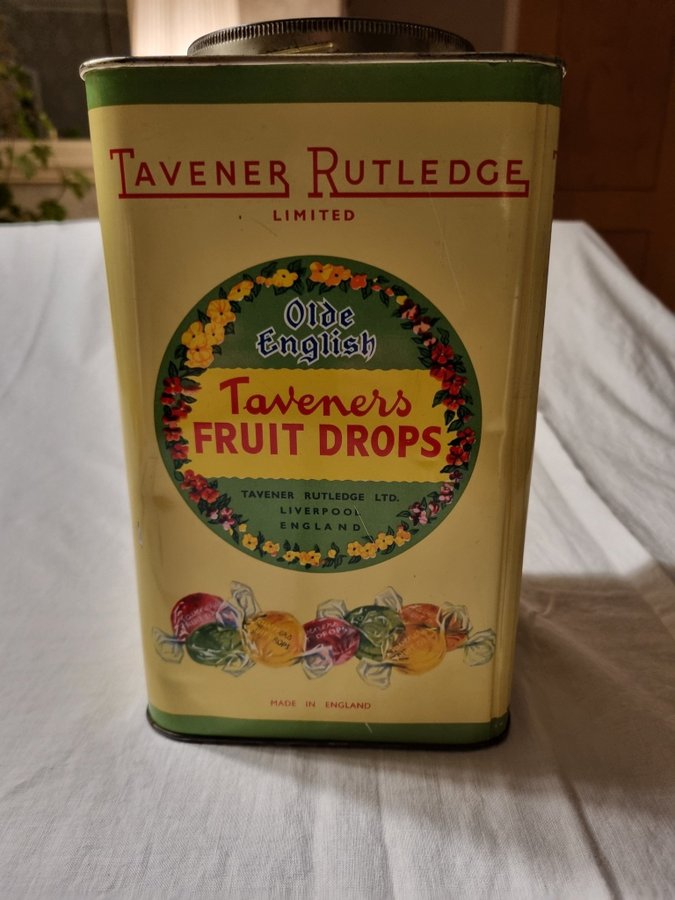 TAVENER RUTLEDGE
LIMITED
Olde
English
Taveners
FRUIT DROPS
TAVENER RUTLEDGE LTD.
LIVERPOOL
ENGLAND
MADE IN ENGLAND